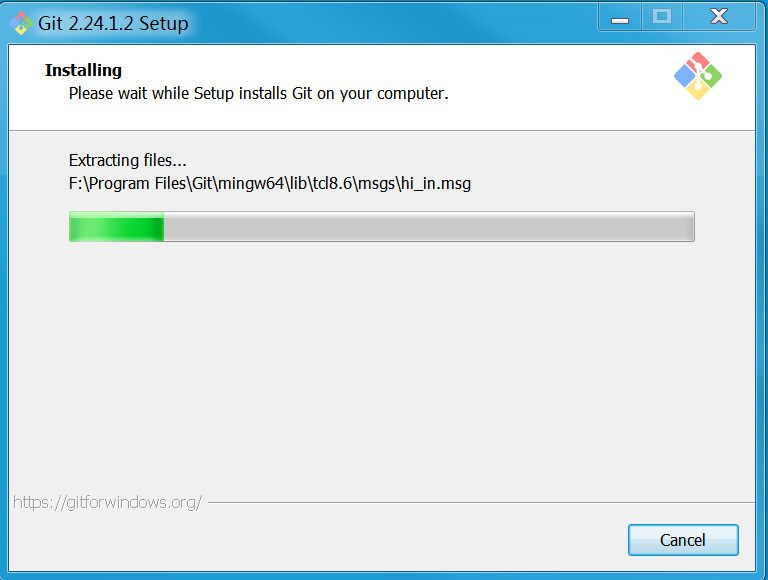 Git 2.24.1.2 Setup
Installing
Please wait while Setup installs Git on your computer.
Extracting files...
F:\Program Files\Git\mingw64\lib\tcl8.6\msgs\hi_in.msg
https://gitforwindows.org/
Cancel